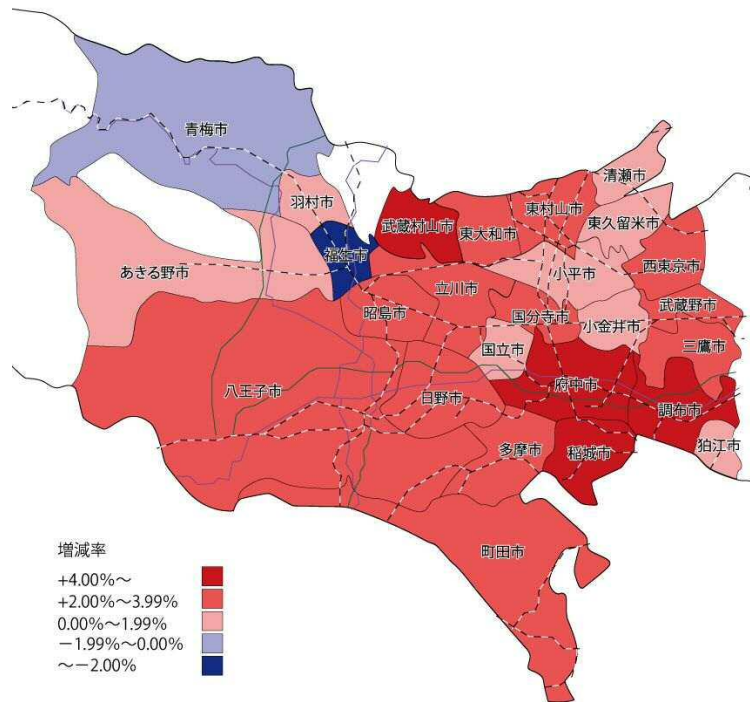 青梅市
清瀬市
羽村市
東村山市
武蔵村山市
東大和市
東久留米市
福生市
西東京市
あきる野市
小平市
立川市
武蔵野市
昭島市
国分寺市
小金井市
国立市
三鷹市
府中市
八王子市
日野市
調布市
多摩市
稲城市
狛江市
町田市
増減率
+4.00%～
+2.00%～3.99%
0.00%～1.99%
－1.99%～0.00%
～－2.00%